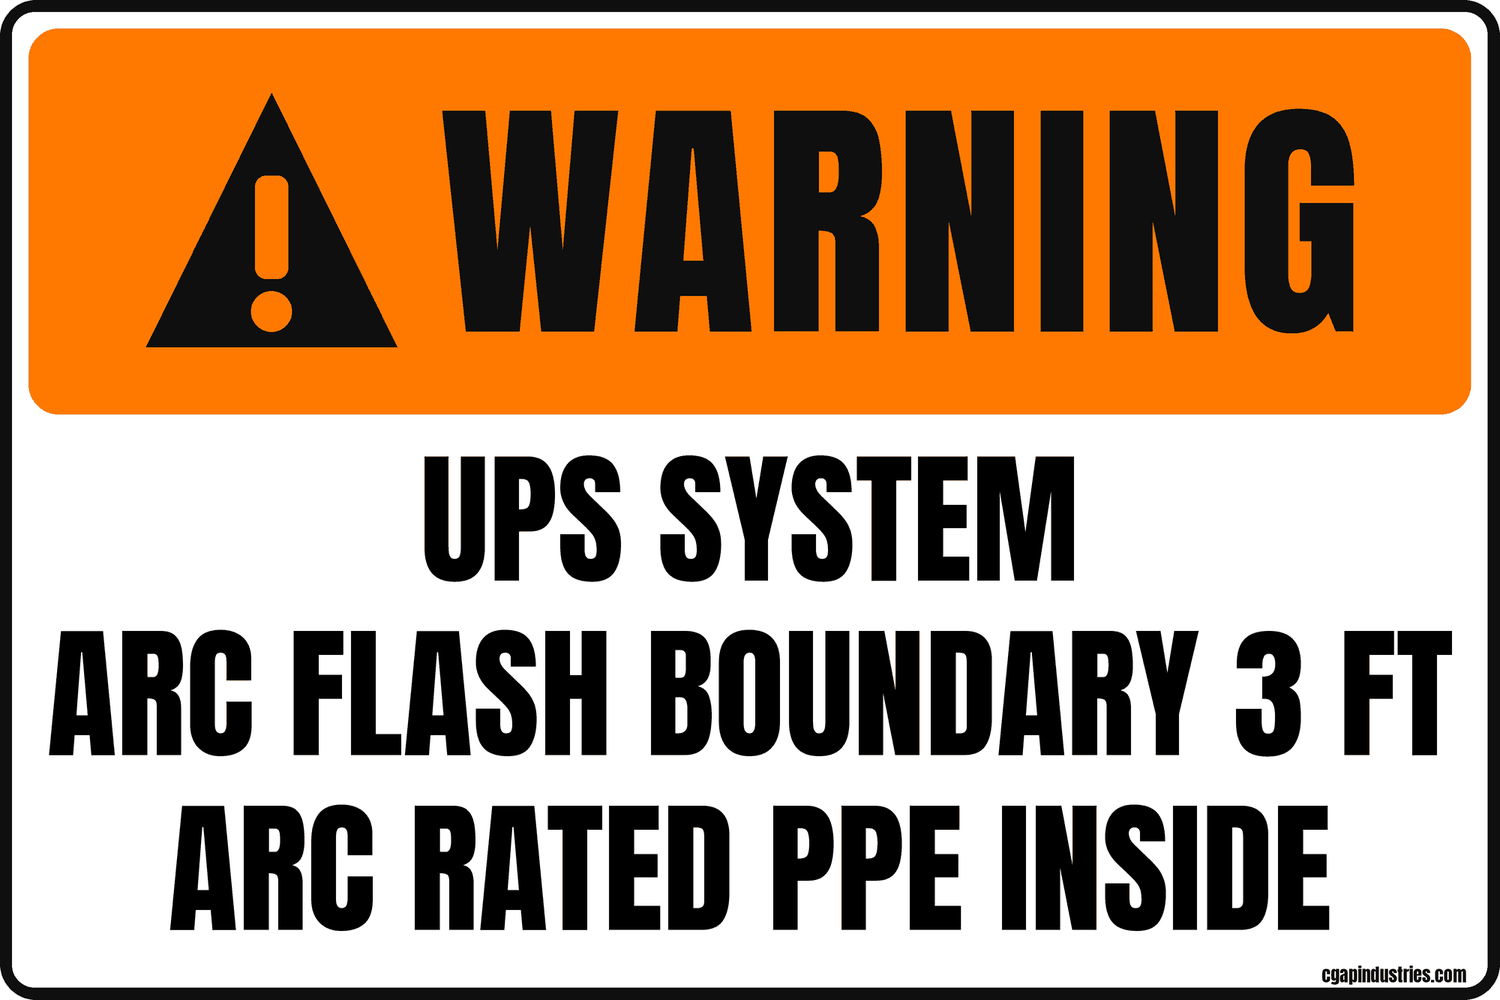 WARNING
UPS SYSTEM
ARC FLASH BOUNDARY 3 FT
ARC RATED PPE INSIDE
cgapindustries.com